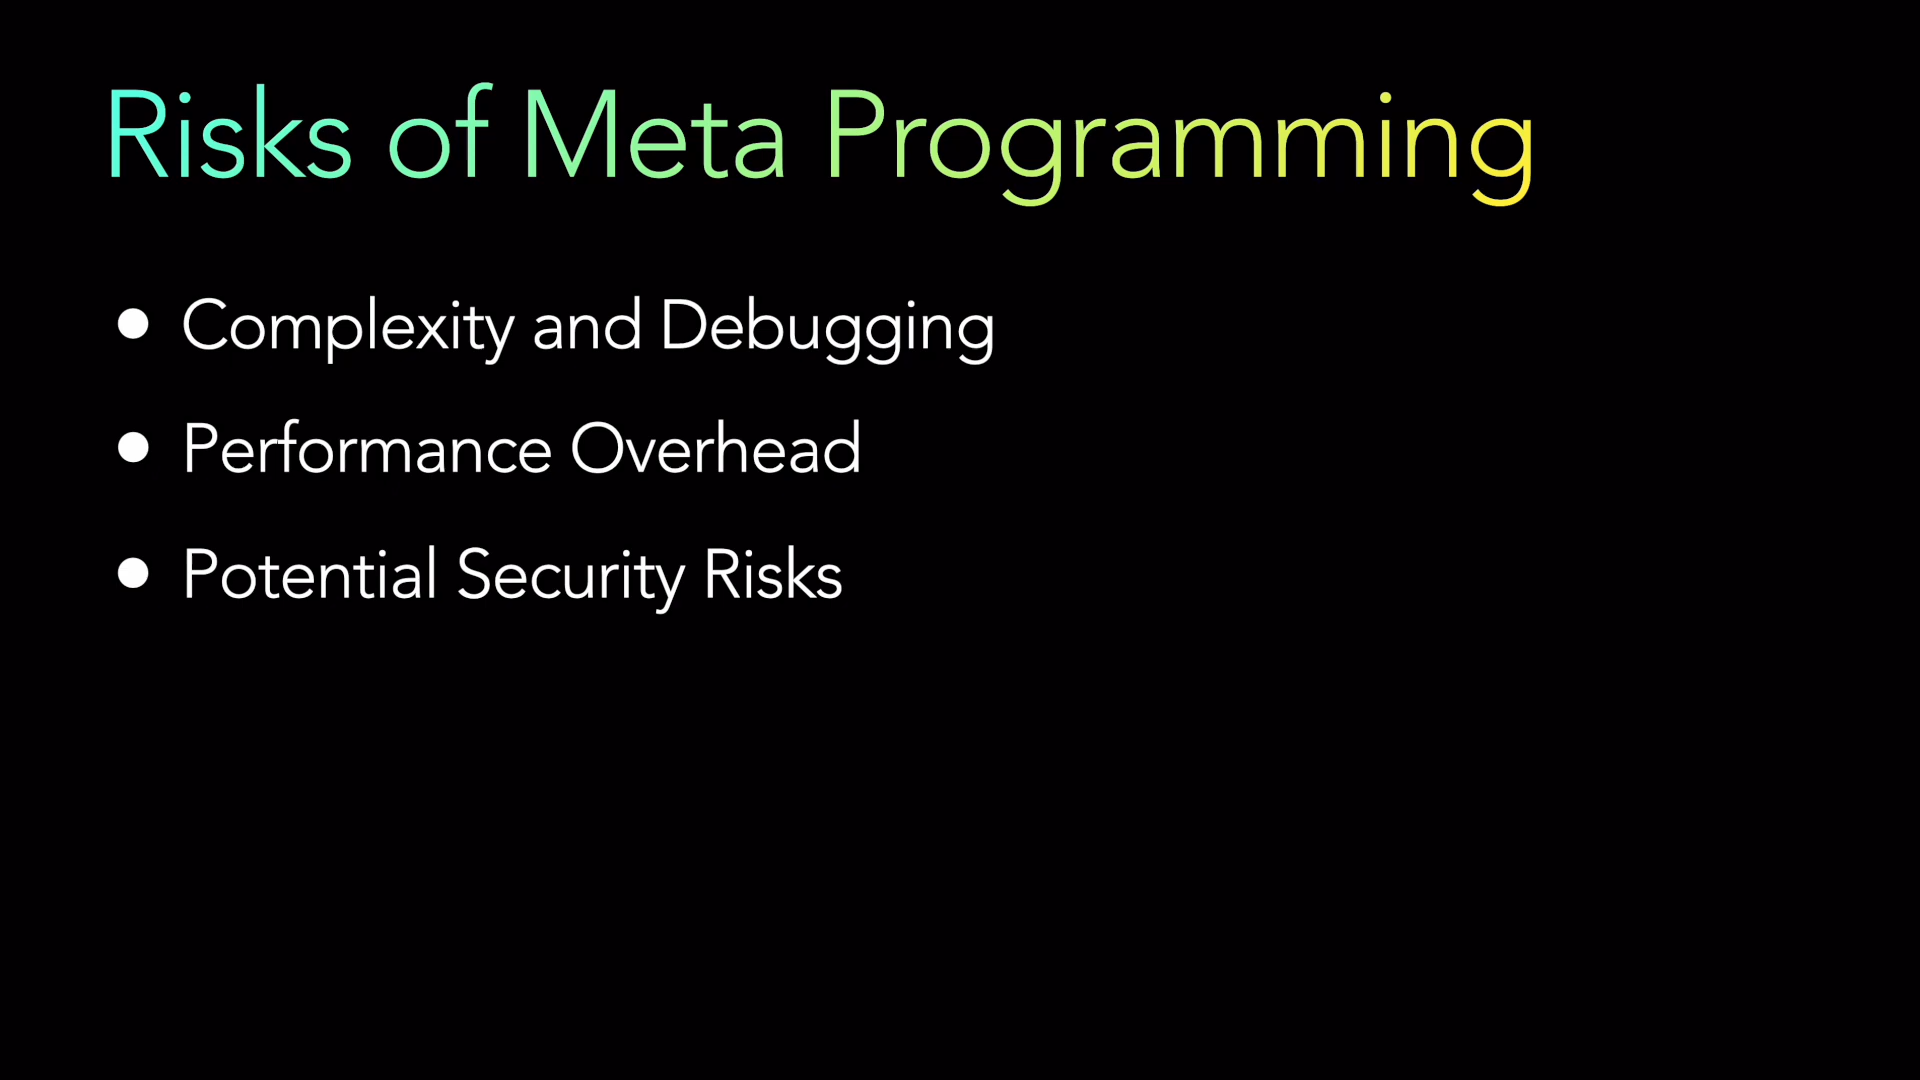 Risks of Meta Programming
• Complexity and Debugging
• Performance Overhead
• Potential Security Risks